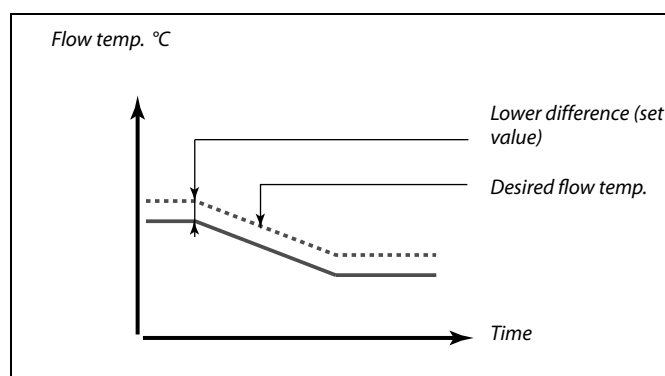 Flow temp. °C
Lower difference (set
value)
Desired flow temp.
Time